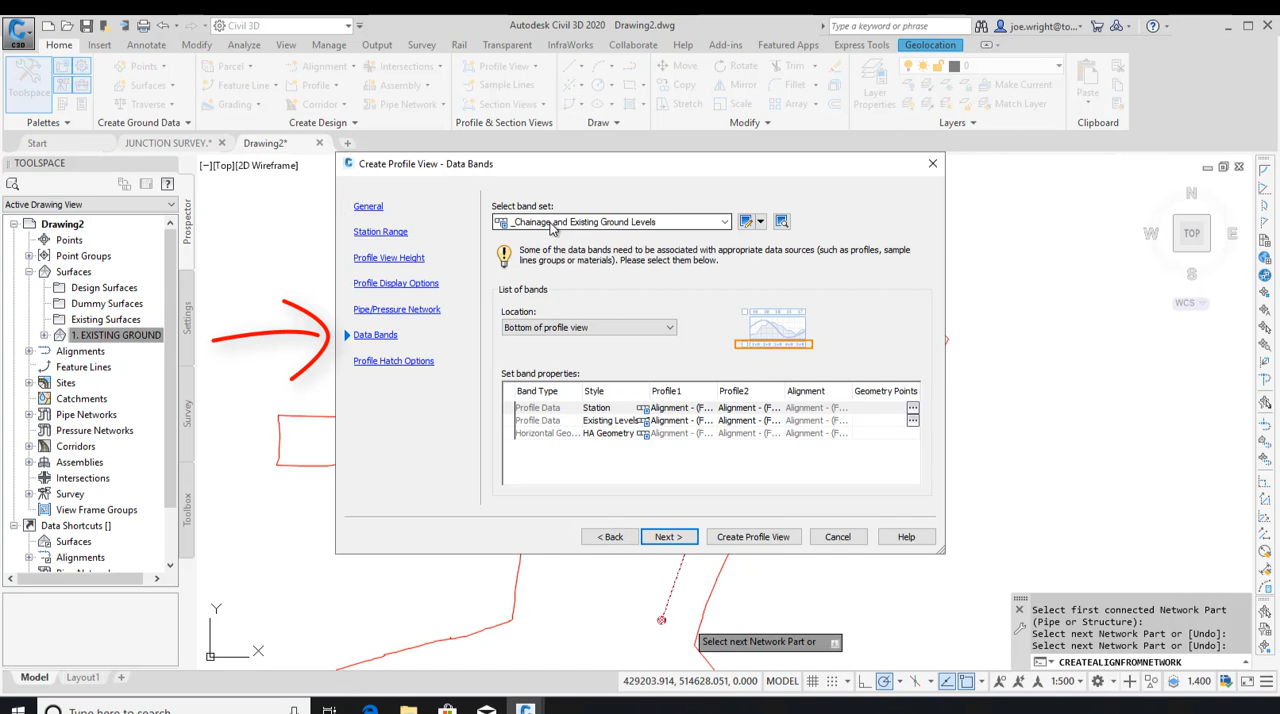 Civil 3D
Autodesk Civil 3D 2020 Drawing2.dwg
Type a keyword or phrase
joe.wright@to...
C3D
Home Insert Annotate Modify Analyze View Manage Output Survey Rail Transparent InfraWorks Collaborate Help Add-ins Featured Apps Express Tools Geolocation
Toolspace
Points
Surfaces
Traverse
Parcel
Feature Line
Grading
Alignment
Profile
Corridor
Intersections
Assembly
Pipe Network
Profile View
Sample Lines
Section Views
Move
Copy
Stretch
Rotate
Mirror
Scale
Trim
Fillet
Array
Layer
Properties
0
Make Current
Match Layer
Paste
Palettes
Create Ground Data
Create Design
Profile & Section Views
Draw
Modify
Layers
Clipboard
Start
JUNCTION SURVEY.*
Drawing2*
TOOLSPACE
Active Drawing View
Drawing2
Points
Point Groups
Surfaces
Design Surfaces
Dummy Surfaces
Existing Surfaces
1. EXISTING GROUND
Alignments
Feature Lines
Sites
Catchments
Pipe Networks
Pressure Networks
Corridors
Assemblies
Intersections
Survey
View Frame Groups
Data Shortcuts []
Surfaces
Alignments
Prospector
Settings
Survey
Toolbox
[−][Top][2D Wireframe]
Create Profile View - Data Bands
General
Station Range
Profile View Height
Profile Display Options
Pipe/Pressure Network
Data Bands
Profile Hatch Options
Select band set:
_Chainage and Existing Ground Levels
Some of the data bands need to be associated with appropriate data sources (such as profiles, sample
lines groups or materials). Please select them below.
List of bands
Location:
Bottom of profile view
Set band properties:
Band Type Style Profile1 Profile2 Alignment Geometry Points
Profile Data Station Alignment - (F... Alignment - (F... Alignment - (F... ...
Profile Data Existing Levels Alignment - (F... Alignment - (F... Alignment - (F... ...
Horizontal Geo... HA Geometry Alignment - (F... Alignment - (F... Alignment - (F...
< Back
Next >
Create Profile View
Cancel
Help
N
W
TOP
E
S
WCS
Y
X
Select next Network Part or
Select first connected Network Part
(Pipe or Structure):
Select next Network Part or [Undo]:
Select next Network Part or [Undo]:
CREATEALIGNFROMNETWORK
Model
Layout1
429203.914, 514628.051, 0.000
MODEL
1:500
1.400
Type here to search